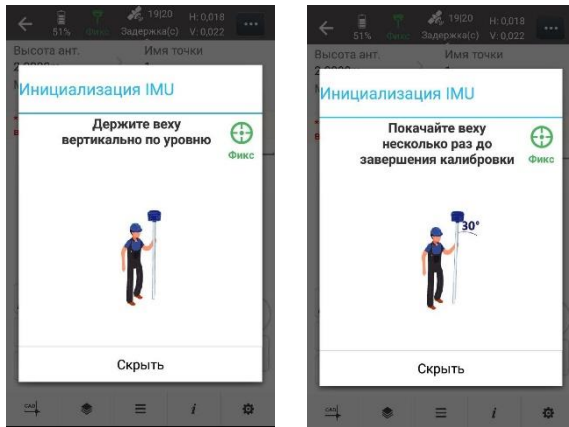 19|20 H: 0,018
51% Фикс Задержка(с) V: 0,022
Высота ант. Имя точки
Инициализация IMU
Держите веху
вертикально по уровню
Фикс
Скрыть
CAD
19|20 H: 0,018
51% Фикс Задержка(с) V: 0,022
Высота ант. Имя точки
Инициализация IMU
Покачайте веху
несколько раз до
завершения калибровки
Фикс
30°
Скрыть
CAD